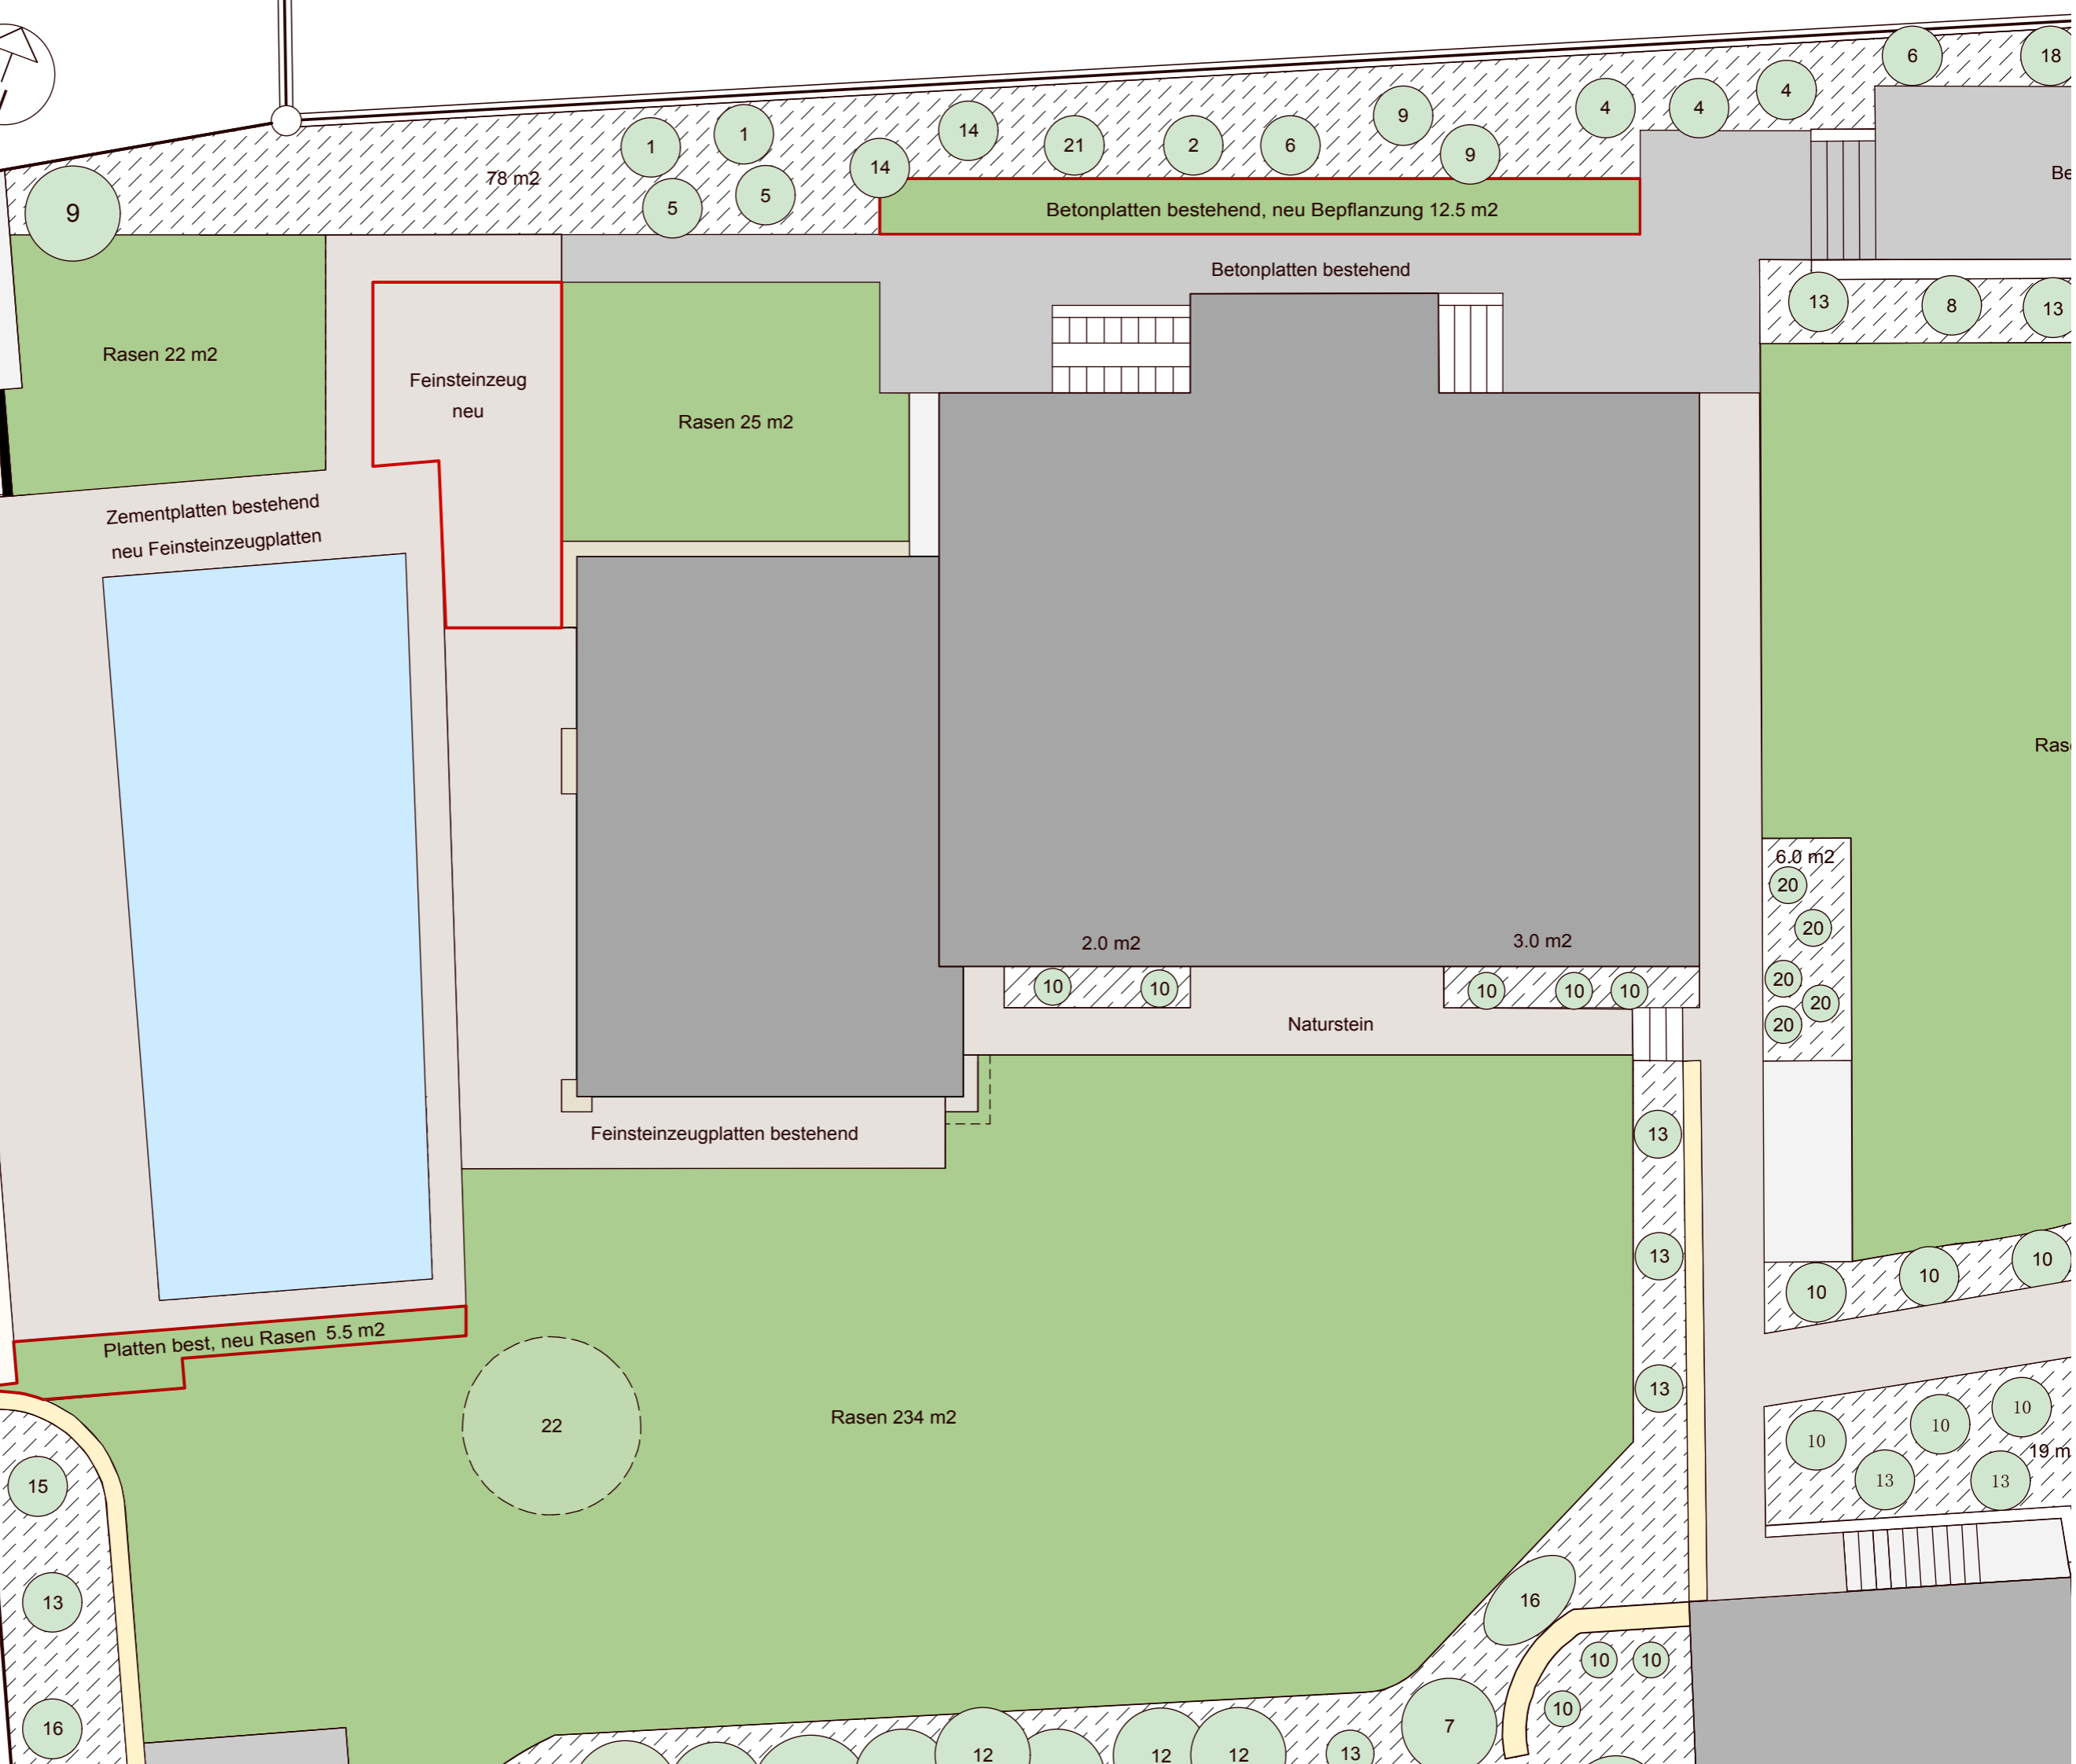 6
18
4
4
4
9
9
6
2
21
14
14
1
1
5
5
78 m2
9
Betonplatten bestehend, neu Bepflanzung 12.5 m2
Be
Betonplatten bestehend
13
8
13
Rasen 22 m2
Feinsteinzeug
neu
Rasen 25 m2
Zementplatten bestehend
neu Feinsteinzeugplatten
Ras
6.0 m2
20
20
20
20
20
2.0 m2
3.0 m2
10
10
10
10
10
Naturstein
Feinsteinzeugplatten bestehend
13
13
13
10
10
10
Platten best, neu Rasen 5.5 m2
22
Rasen 234 m2
10
10
10
13
13
19 m
15
13
16
16
10
10
10
7
12
12
12
13